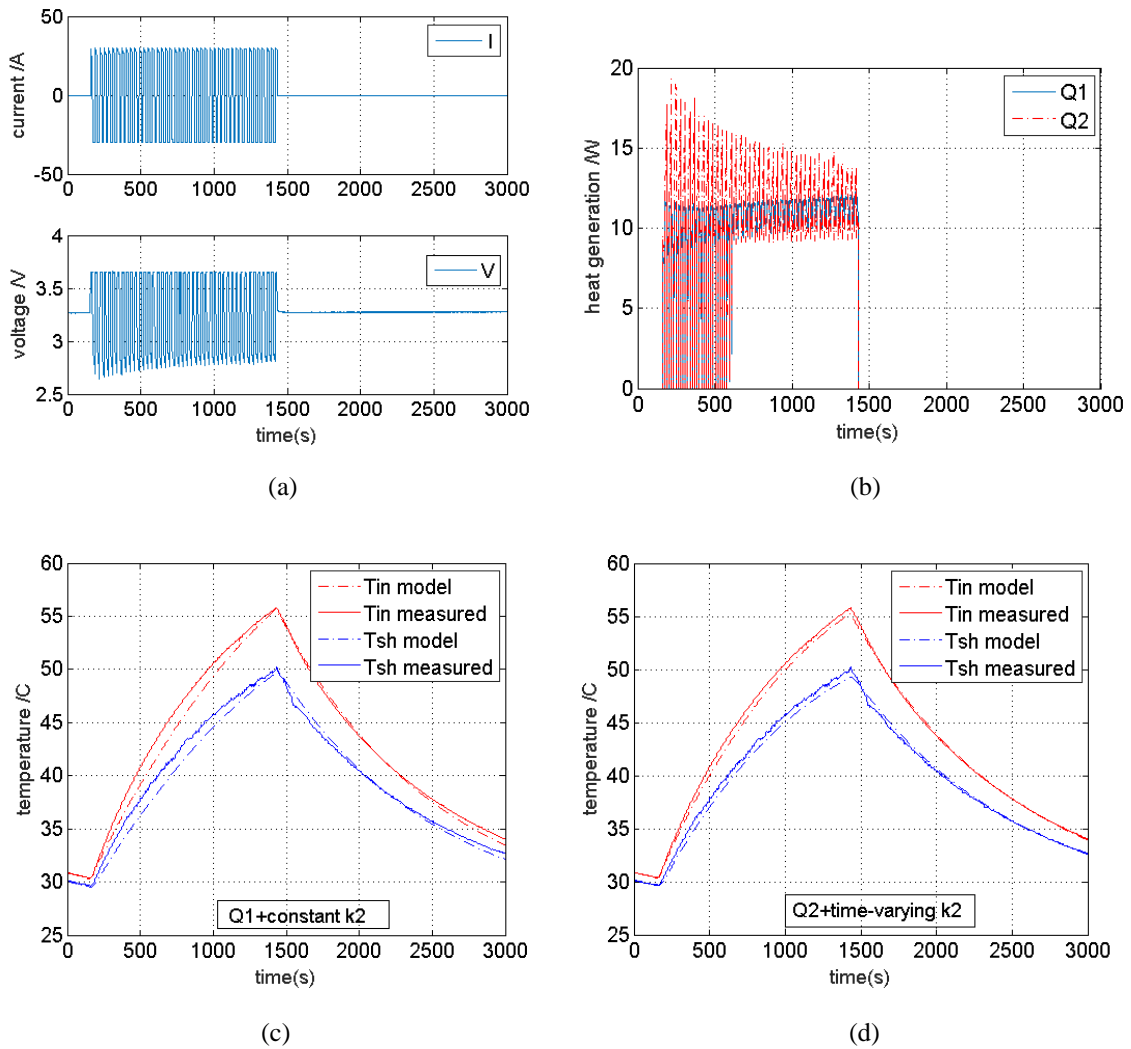 50
0
-50
current /A
I
0 500 1000 1500 2000 2500 3000
4
3.5
3
2.5
voltage /V
V
0 500 1000 1500 2000 2500 3000
time(s)
(a)
20
15
10
5
0
heat generation /W
Q1
Q2
0 500 1000 1500 2000 2500 3000
time(s)
(b)
60
55
50
45
40
35
30
25
temperature /C
Tin model
Tin measured
Tsh model
Tsh measured
Q1+constant k2
0 500 1000 1500 2000 2500 3000
time(s)
(c)
60
55
50
45
40
35
30
25
temperature /C
Tin model
Tin measured
Tsh model
Tsh measured
Q2+time-varying k2
0 500 1000 1500 2000 2500 3000
time(s)
(d)